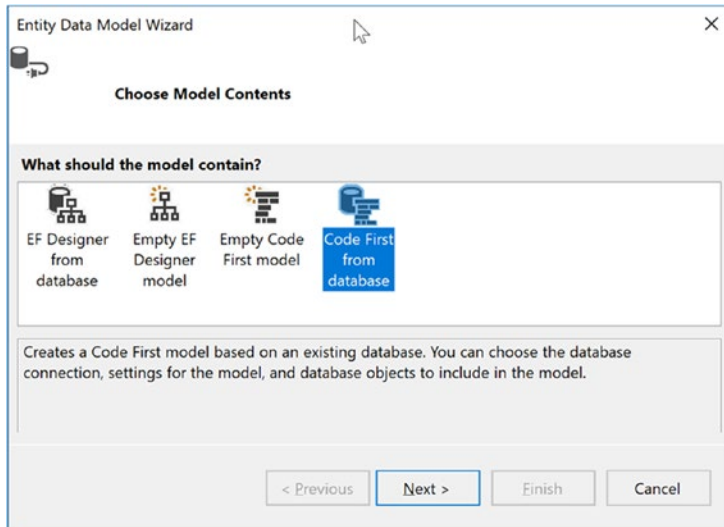 Entity Data Model Wizard
Choose Model Contents
What should the model contain?
EF Designer
from
database
Empty EF
Designer
model
Empty Code
First model
Code First
from
database
Creates a Code First model based on an existing database. You can choose the database
connection, settings for the model, and database objects to include in the model.
< Previous
Next >
Finish
Cancel